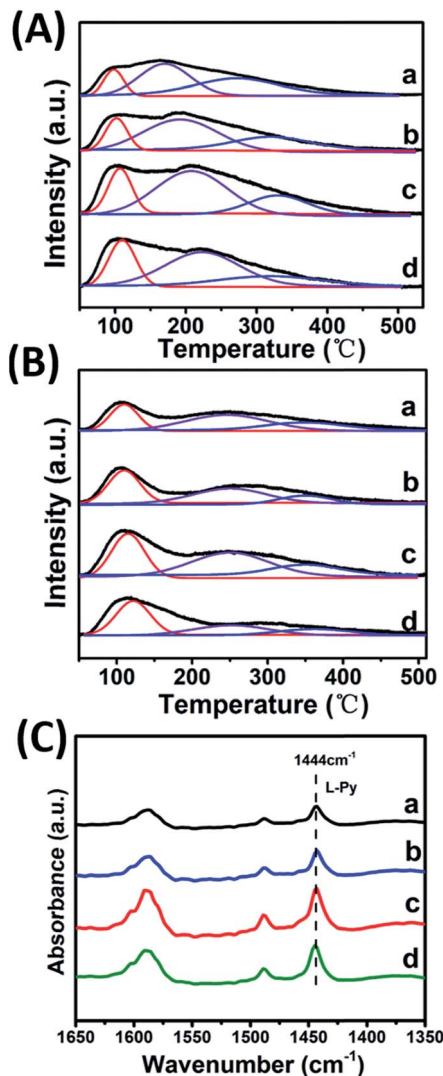 (A)
a
b
c
d
Intensity (a.u.)
100 200 300 400 500
Temperature (℃)
(B)
a
b
c
d
Intensity (a.u.)
100 200 300 400 500
Temperature (℃)
(C)
1444cm⁻¹
L-Py
a
b
c
d
Absorbance (a.u.)
1650 1600 1550 1500 1450 1400 1350
Wavenumber (cm⁻¹)